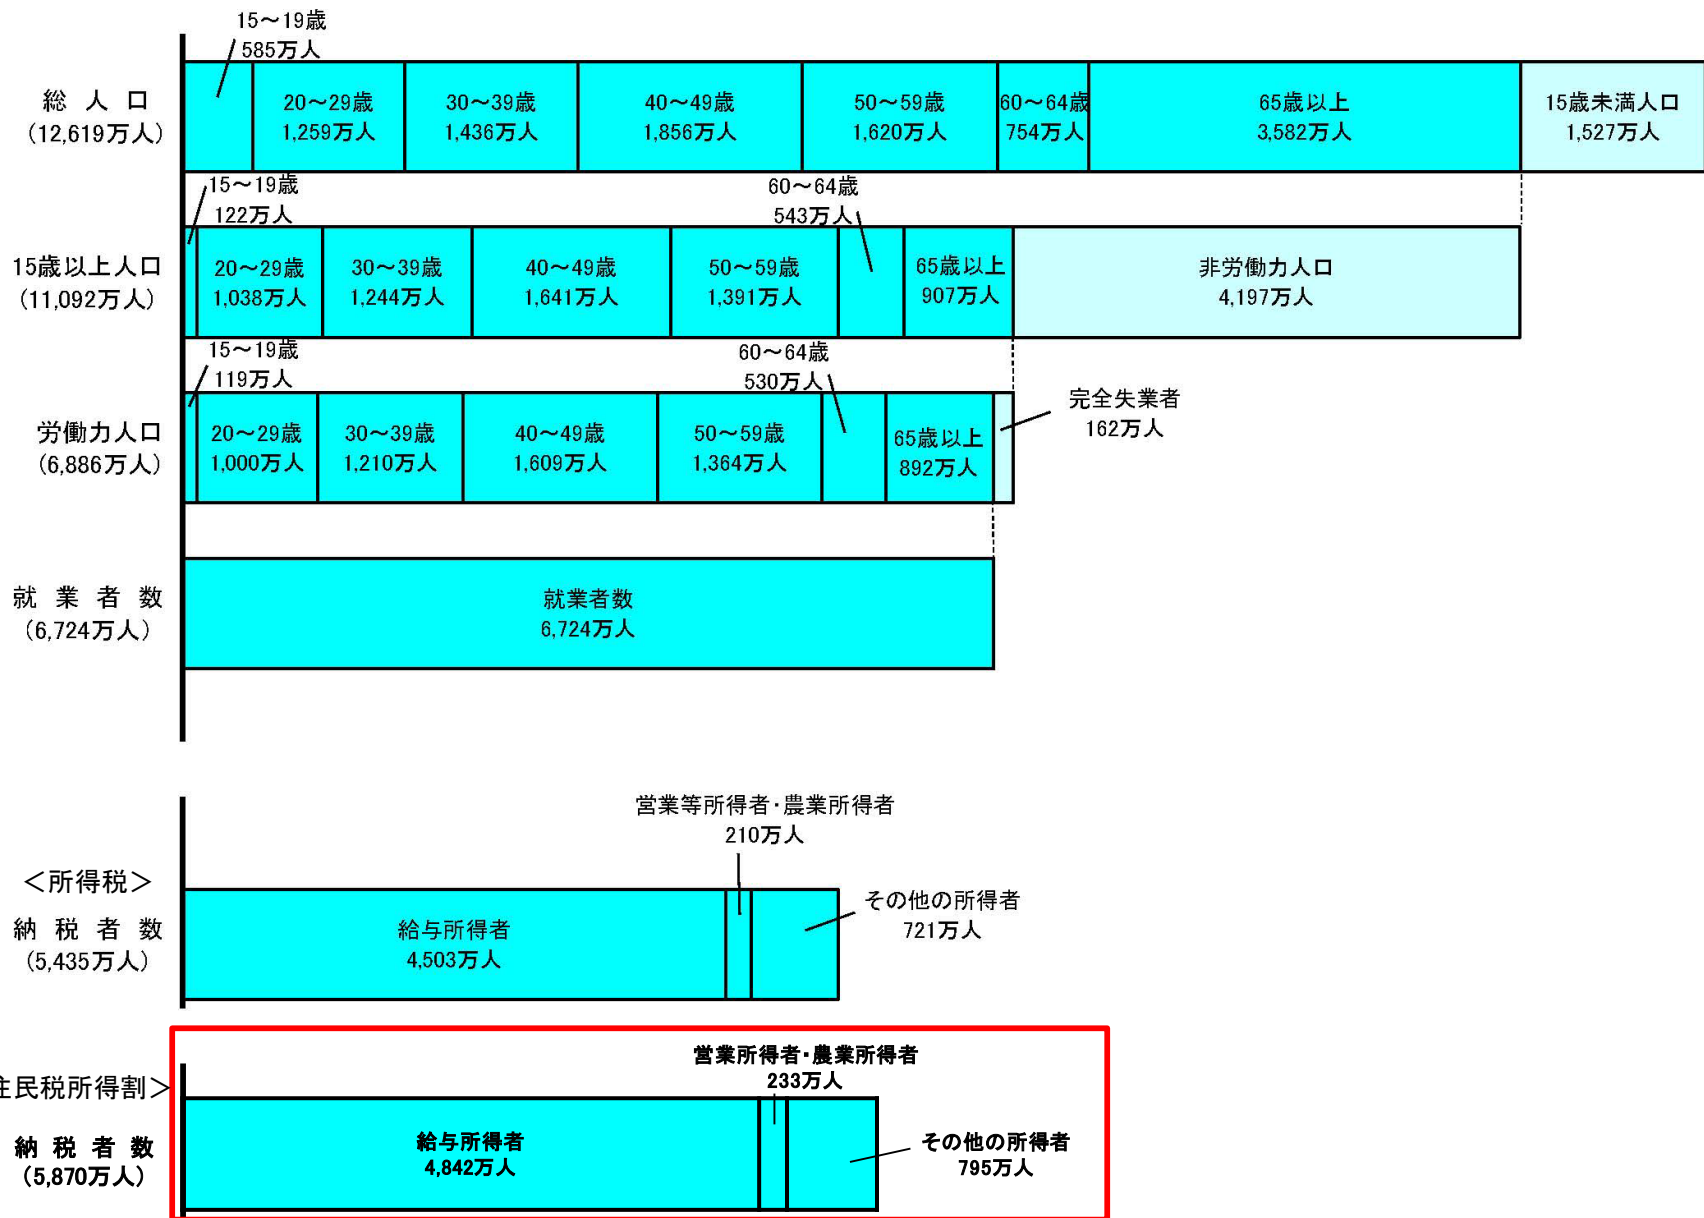 15～19歳
585万人
総人口
(12,619万人)
20～29歳
1,259万人
30～39歳
1,436万人
40～49歳
1,856万人
50～59歳
1,620万人
60～64歳
754万人
65歳以上
3,582万人
15歳未満人口
1,527万人
15～19歳
122万人
60～64歳
543万人
15歳以上人口
(11,092万人)
20～29歳
1,038万人
30～39歳
1,244万人
40～49歳
1,641万人
50～59歳
1,391万人
65歳以上
907万人
非労働力人口
4,197万人
15～19歳
119万人
60～64歳
530万人
労働力人口
(6,886万人)
20～29歳
1,000万人
30～39歳
1,210万人
40～49歳
1,609万人
50～59歳
1,364万人
65歳以上
892万人
完全失業者
162万人
就業者数
(6,724万人)
就業者数
6,724万人
営業等所得者・農業所得者
210万人
＜所得税＞
納税者数
(5,435万人)
給与所得者
4,503万人
その他の所得者
721万人
営業所得者・農業所得者
233万人
住民税所得割＞
納税者数
(5,870万人)
給与所得者
4,842万人
その他の所得者
795万人